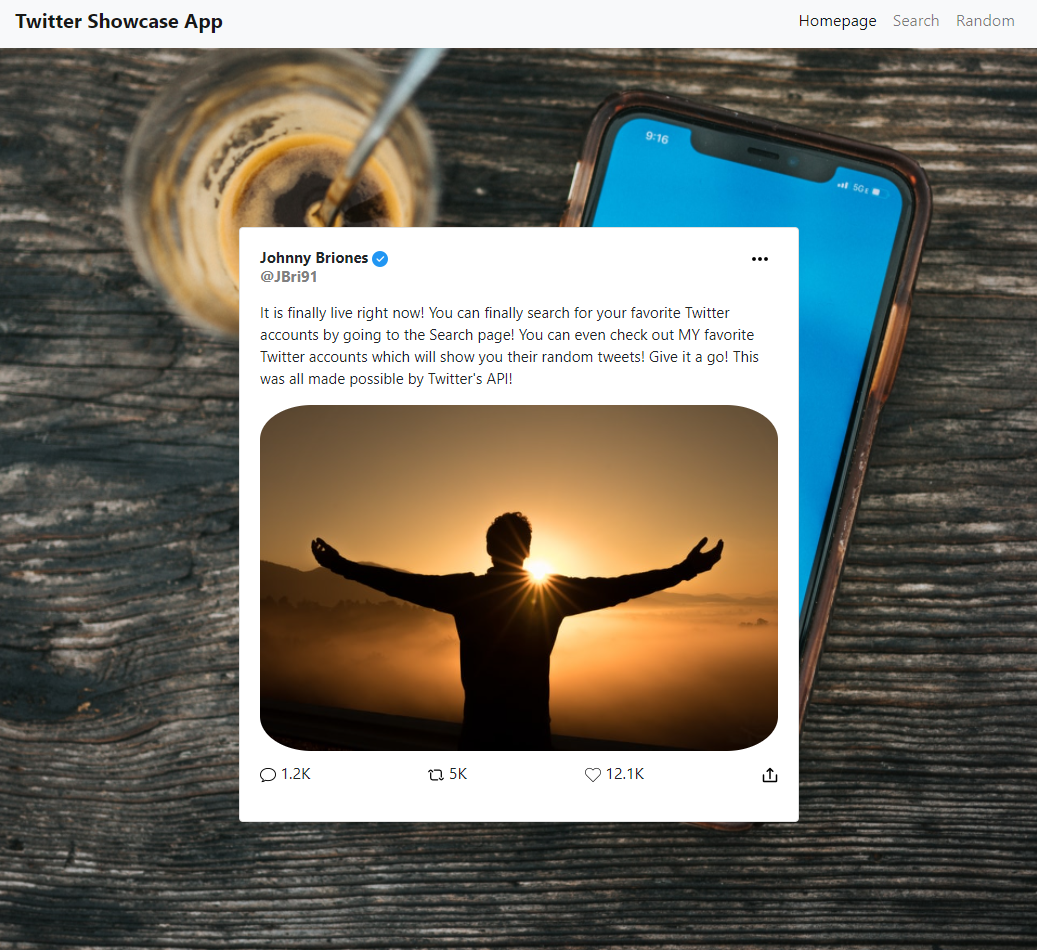 Twitter Showcase App
Homepage Search Random
9:16
5G
Johnny Briones
@JBri91
It is finally live right now! You can finally search for your favorite Twitter
accounts by going to the Search page! You can even check out MY favorite
Twitter accounts which will show you their random tweets! Give it a go! This
was all made possible by Twitter's API!
1.2K
5K
12.1K